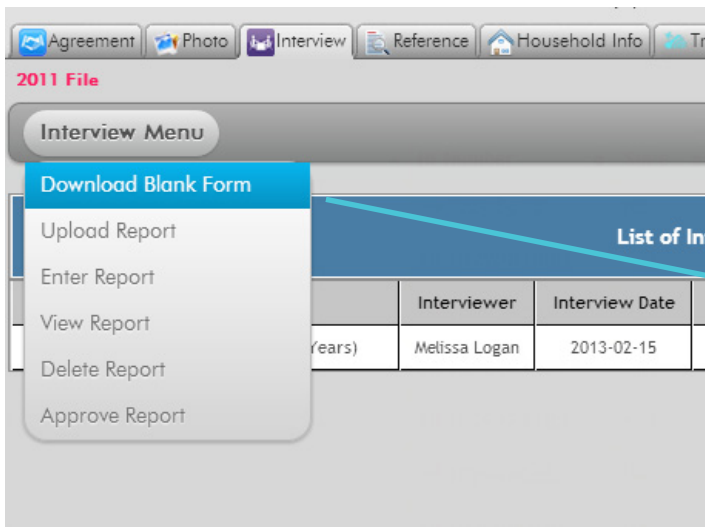 Agreement Photo Interview Reference Household Info
2011 File
Interview Menu
Download Blank Form
Upload Report
List of
Enter Report
Interviewer Interview Date
View Report
Years) Melissa Logan 2013-02-15
Delete Report
Approve Report